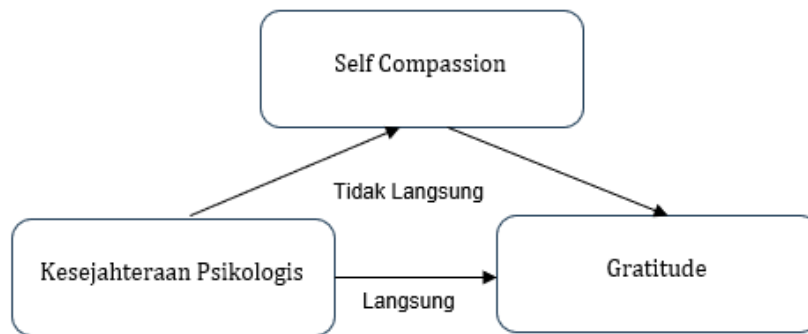 Self Compassion
Tidak Langsung
Kesejahteraan Psikologis
Gratitude
Langsung